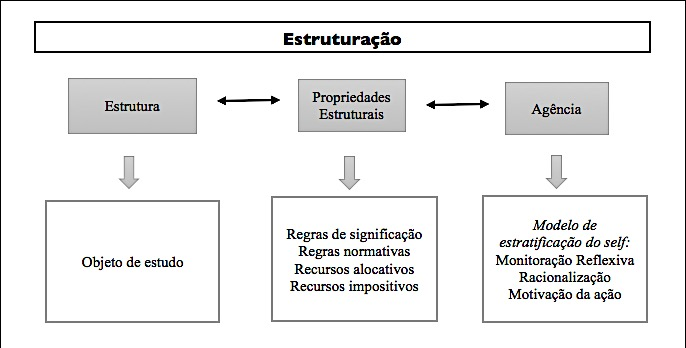 Estruturação
Estrutura
Propriedades
Estruturais
Agência
Objeto de estudo
Regras de significação
Regras normativas
Recursos alocativos
Recursos impositivos
Modelo de
estratificação do self:
Monitoração Reflexiva
Racionalização
Motivação da ação